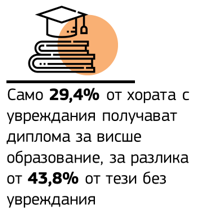 Само 29,4% от хората с
увреждания получават
диплома за висше
образование, за разлика
от 43,8% от тези без
увреждания